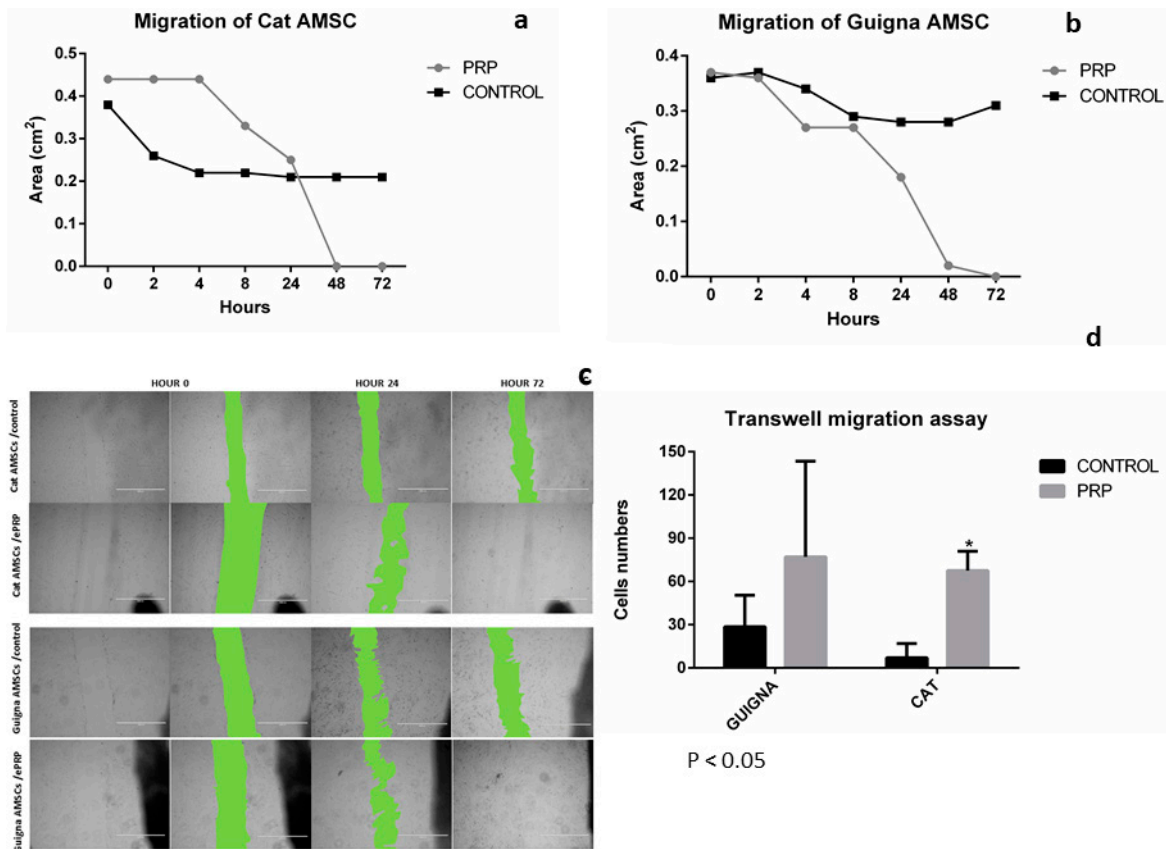 Migration of Cat AMSC
a
0.5
0.4
0.3
0.2
0.1
0.0
Area (cm²)
0 2 4 8 24 48 72
Hours
PRP
CONTROL
Migration of Guigna AMSC
b
0.4
0.3
0.2
0.1
0.0
Area (cm²)
0 2 4 8 24 48 72
Hours
PRP
CONTROL
c
HOUR 0 HOUR 24 HOUR 72
Cat AMSCs /control
Cat AMSCs /ePRP
Guigna AMSCs /control
Guigna AMSCs /ePRP
d
Transwell migration assay
150
120
90
60
30
0
Cells numbers
*
GUIGNA
CAT
CONTROL
PRP
P < 0.05